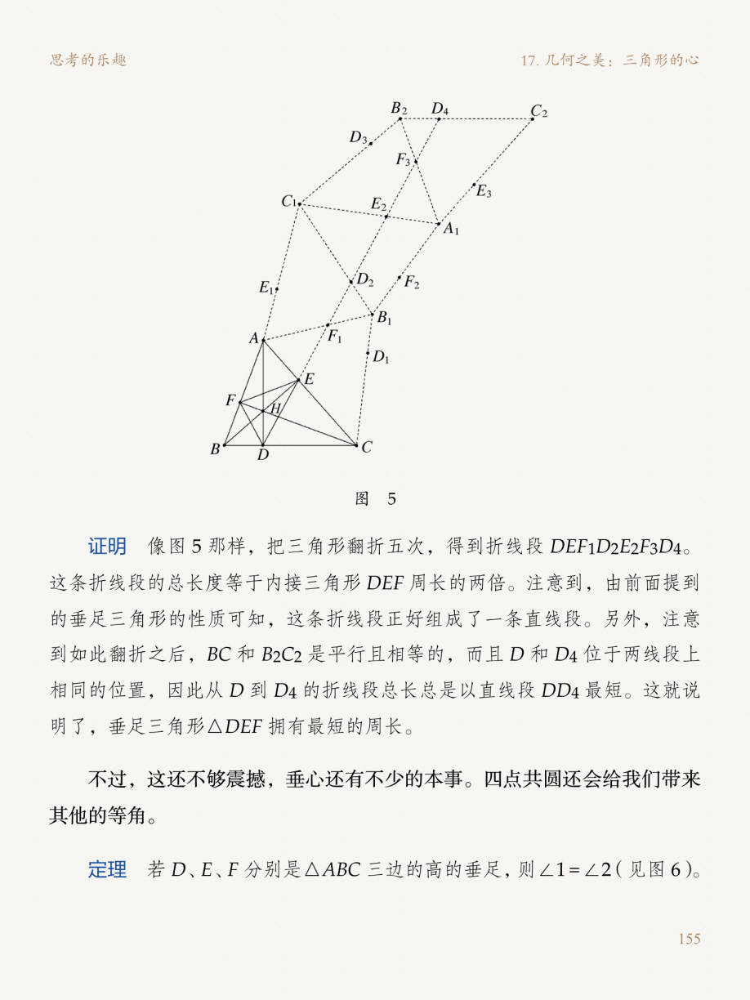 思考的乐趣
17. 几何之美：三角形的心
B2 D4 C2
D3
F3
E3
C1 E2
A1
E1 D2 F2
B1
A F1
D1
E
F H
B D C
图 5
证明 像图 5 那样，把三角形翻折五次，得到折线段 DEF1D2E2F3D4。
这条折线段的总长度等于内接三角形 DEF 周长的两倍。注意到，由前面提到
的垂足三角形的性质可知，这条折线段正好组成了一条直线段。另外，注意
到如此翻折之后，BC 和 B2C2 是平行且相等的，而且 D 和 D4 位于两线段上
相同的位置，因此从 D 到 D4 的折线段总长总是以直线段 DD4 最短。这就说
明了，垂足三角形△DEF 拥有最短的周长。
不过，这还不够震撼，垂心还有不少的本事。四点共圆还会给我们带来
其他的等角。
定理 若 D、E、F 分别是△ABC 三边的高的垂足，则∠1=∠2（见图 6）。
155